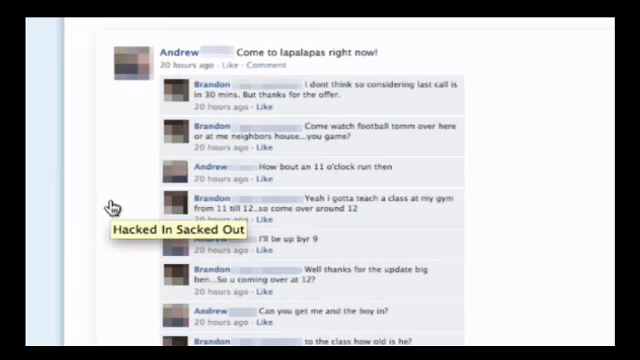 Andrew Come to lapalapas right now!
20 hours ago · Like · Comment
Brandon I dont think so considering last call is
in 30 mins. But thanks for the offer.
20 hours ago · Like
Brandon Come watch football tomm over here
or at me neighbors house...you game?
20 hours ago · Like
Andrew How bout an 11 o'clock run then
20 hours ago · Like
Brandon Yeah i gotta teach a class at my gym
from 11 till 12..so come over around 12
20 hours ago · Like
Hacked In Sacked Out
I'll be up byr 9
20 hours ago · Like
Brandon Well thanks for the update big
ben...So u coming over at 12?
20 hours ago · Like
Andrew Can you get me and the boy in?
20 hours ago · Like
Brandon to the class how old is he?